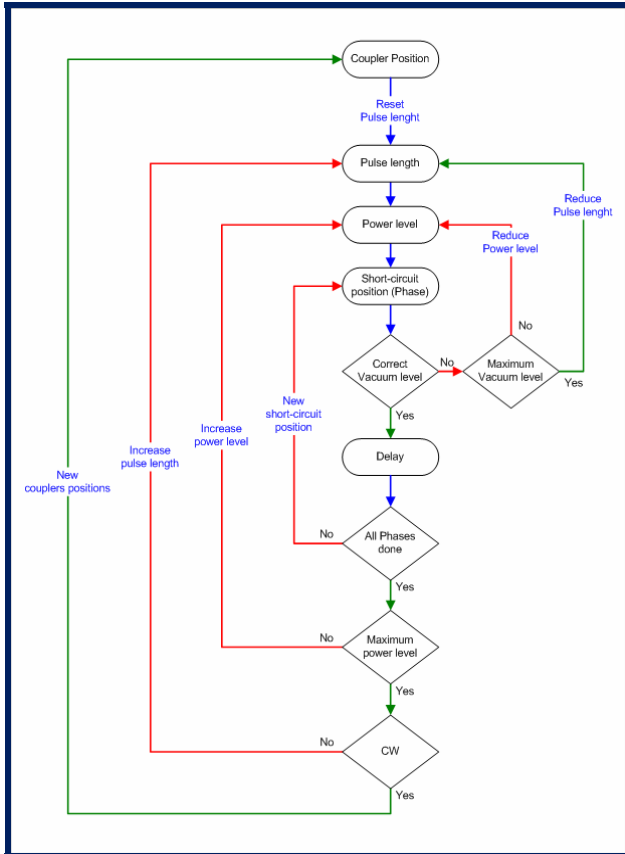 Coupler Position
Reset
Pulse lenght
Pulse length
Reduce
Pulse lenght
Power level
Reduce
Power level
Short-circuit
position (Phase)
No
Correct
Vacuum level
No
Maximum
Vacuum level
Yes
New
short-circuit
position
Yes
Increase
power level
Increase
pulse length
Delay
New
couplers positions
No
All Phases
done
Yes
No
Maximum
power level
Yes
No
CW
Yes